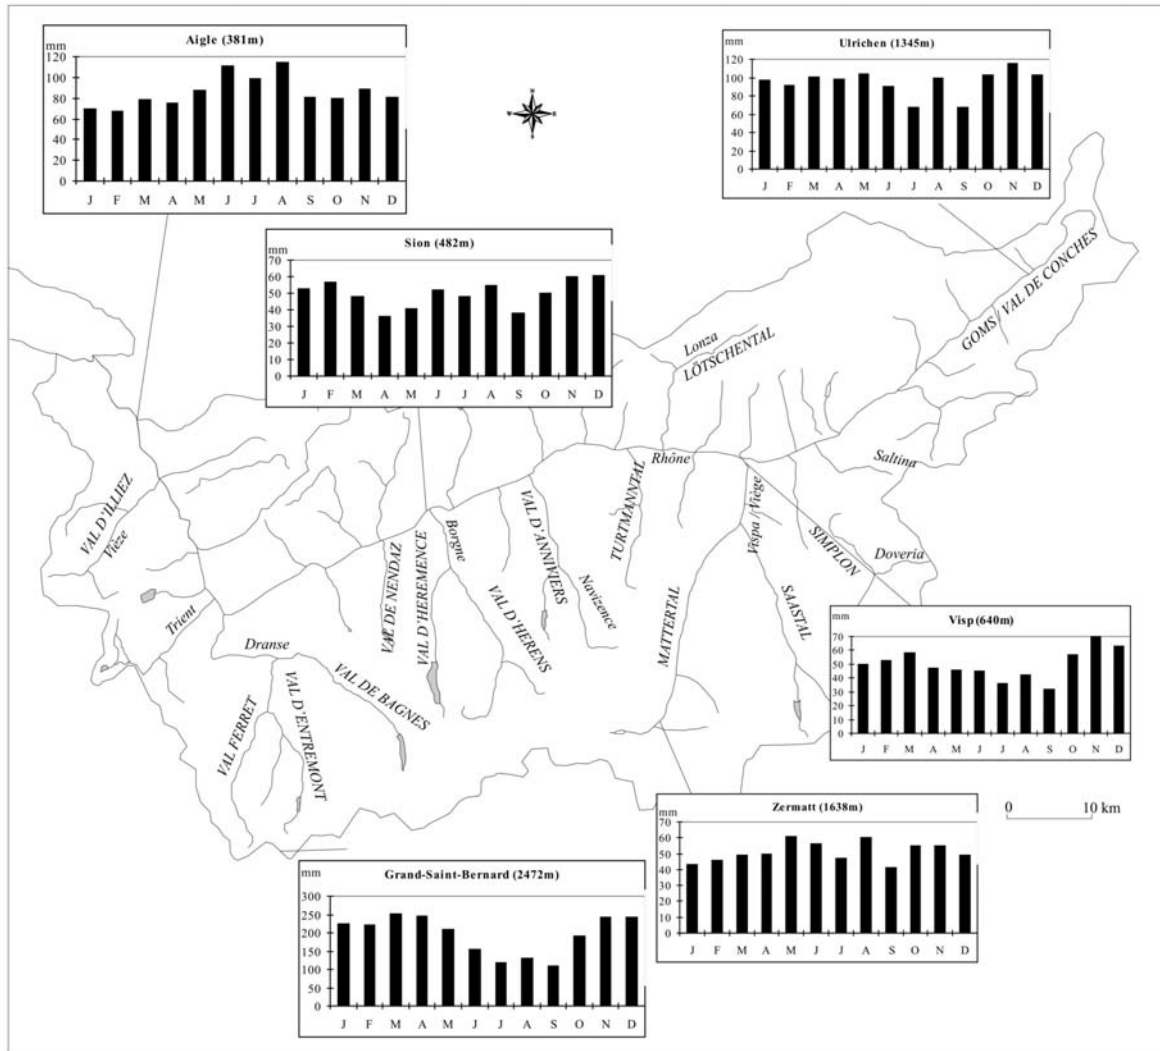 Aigle (381m)
mm
120
100
80
60
40
20
0
J F M A M J J A S O N D
Ulrichen (1345m)
mm
120
100
80
60
40
20
0
J F M A M J J A S O N D
N
W E
S
Sion (482m)
mm
70
60
50
40
30
20
10
0
J F M A M J J A S O N D
GOMS / VAL DE CONCHES
Lonza
LÖTSCHENTAL
Rhône
Saltina
VAL D'ILLIEZ
Vièze
Trient
Dranse
VAL FERRET
VAL D'ENTREMONT
VAL DE BAGNES
VAL DE NENDAZ
VAL D'HEREMENCE
Borgne
VAL D'HERENS
VAL D'ANNIVIERS
Navizence
TURTMANNTAL
MATTERTAL
Vispa / Viège
SAASTAL
SIMPLON
Doveria
Visp (640m)
mm
70
60
50
40
30
20
10
0
J F M A M J J A S O N D
0 10 km
Zermatt (1638m)
mm
70
60
50
40
30
20
10
0
J F M A M J J A S O N D
Grand-Saint-Bernard (2472m)
mm
300
250
200
150
100
50
0
J F M A M J J A S O N D